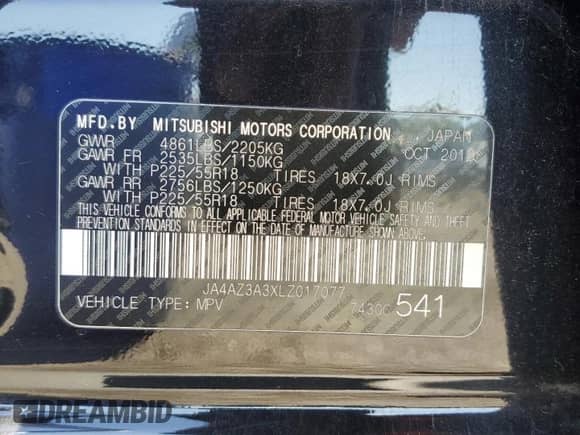 MFD.BY MITSUBISHI MOTORS CORPORATION, JAPAN
GVWR 4861LBS/2205KG OCT 2019
GAWR FR 2535LBS/1150KG
WITH P225/55R18 TIRES 18X7.0J RIMS
GAWR RR 2756LBS/1250KG
WITH P225/55R18 TIRES 18X7.0J RIMS
THIS VEHICLE CONFORMS TO ALL APPLICABLE FEDERAL MOTOR VEHICLE SAFETY AND THEFT
PREVENTION STANDARDS IN EFFECT ON THE DATE OF MANUFACTURE SHOWN ABOVE.
JA4AZ3A3XLZ017077
VEHICLE TYPE: MPV 7430C 541
DREAMBID